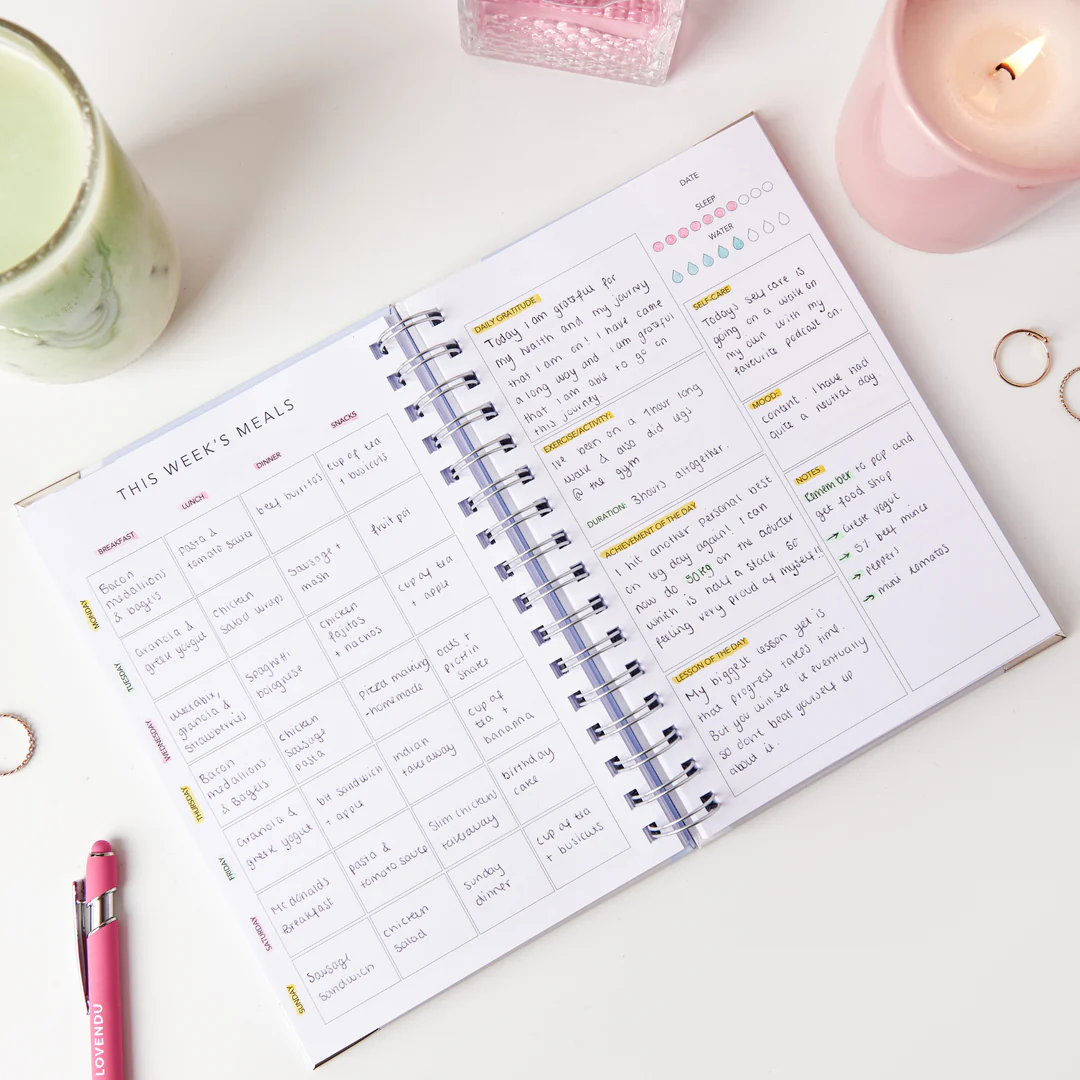 THIS WEEK'S MEALS
BREAKFAST
LUNCH
DINNER
SNACKS
MONDAY
Bacon
medallions
& bagels
pasta &
tomato sauce
beef burritos
cup of tea
+ busicuts
TUESDAY
Granola &
greek yogurt
chicken
salad wraps
Sausage +
mash
fruit pot
WEDNESDAY
weetabix,
granola &
strawberries
spaghetti
bolognese
chicken
fajitas
+ nachos
cup of tea
+ apple
THURSDAY
Bacon
medallions
& Bagels
chicken
sausage
pasta
pizza making
-homemade
oats +
protein
shake
FRIDAY
Granola &
greek yogurt
blt sandwich
+ apple
indian
takeaway
cup of
tea +
bananna
SATURDAY
Mcdonalds
Breakfast
pasta &
tomato sauce
Slim chicken
takeaway
birthday
cake
SUNDAY
Sausage
sandwich
chicken
salad
sunday
dinner
cup of tea
+ busicuts
DATE
SLEEP
WATER
DAILY GRATITUDE
Today I am grateful for
my health and my journey
that I am on! I have came
a long way and I am grateful
that I am able to go on
this journey
EXERCISE/ACTIVITY:
I've been on a 1 hour long
walk & also did legs
@ the gym
DURATION: 3hours altogether.
ACHIEVEMENT OF THE DAY
I hit another personal best
on leg day again! I can
now do 50kg on the aductor
which is half a stack so
feeling very proud of myself!!
LESSON OF THE DAY
My biggest lesson yet is
that progress takes time.
But you will see it eventually
so dont beat yourself up
about it.
SELF-CARE
Todays self care is
going on a walk on
my own with my
favourite podcast on.
MOOD:
content. I have had
quite a neutral day
NOTES
Remember to pop and
get food shop
→ Greek yogurt
→ 5% beef mince
→ peppers
→ mini tomatos
LOVENDU